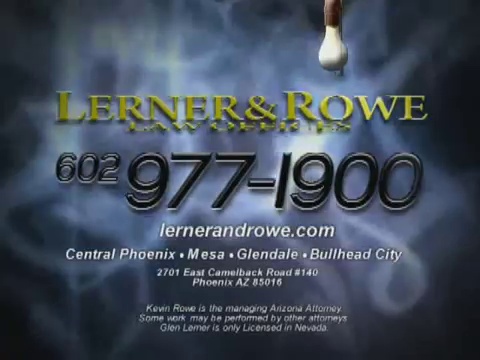 LERNER & ROWE
LAW OFFICES
602 977-1900
lernerandrowe.com
Central Phoenix • Mesa • Glendale • Bullhead City
2701 East Camelback Road #140
Phoenix AZ 85016
Kevin Rowe is the managing Arizona Attorney
Some work may be performed by other attorneys
Glen Lerner is only Licensed in Nevada.